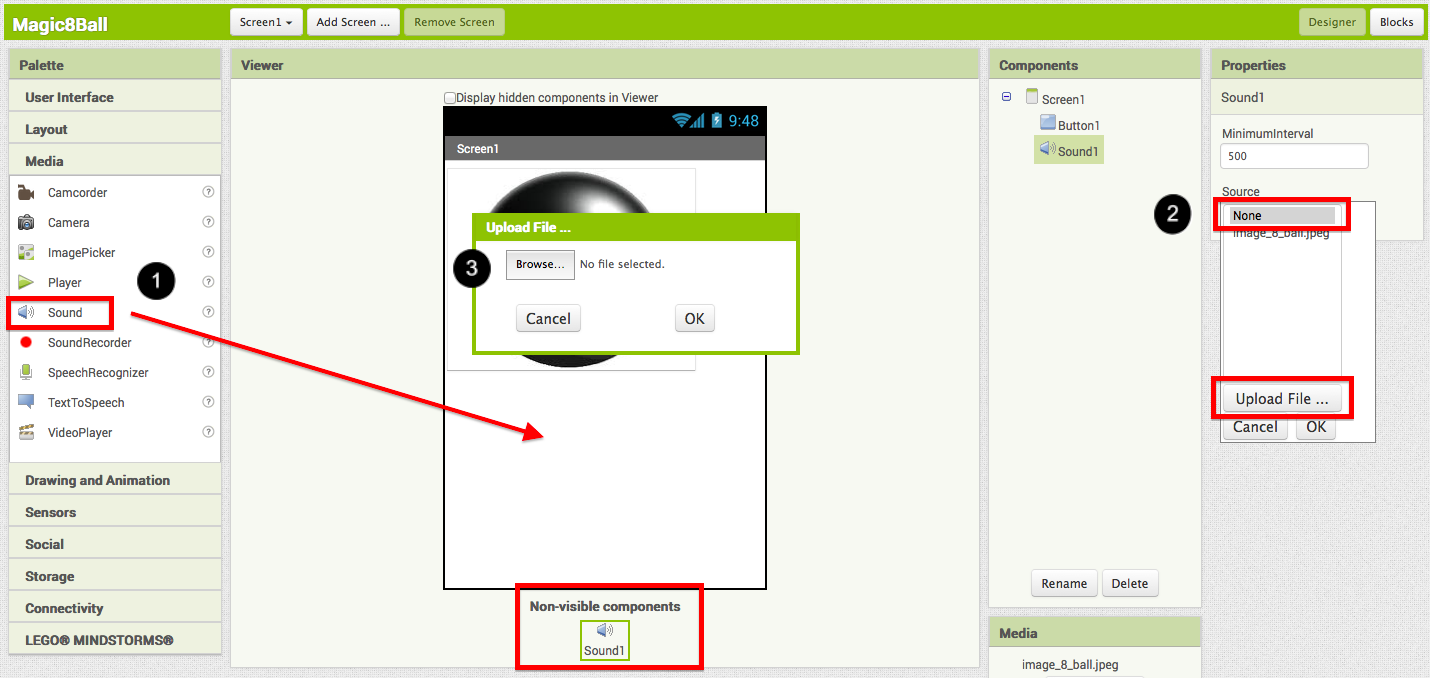 Magic8Ball
Screen1
Add Screen ...
Remove Screen
Designer
Blocks
Palette
User Interface
Layout
Media
Camcorder
?
Camera
?
ImagePicker
?
Player
?
1
Sound
?
SoundRecorder
?
SpeechRecognizer
?
TextToSpeech
?
VideoPlayer
?
Drawing and Animation
Sensors
Social
Storage
Connectivity
LEGO® MINDSTORMS®
Viewer
Display hidden components in Viewer
9:48
Screen1
Upload File ...
3
Browse...
No file selected.
Cancel
OK
Non-visible components
Sound1
Components
Screen1
Button1
Sound1
Rename
Delete
Media
image_8_ball.jpeg
Properties
Sound1
MinimumInterval
500
Source
2
None
image_8_ball.jpeg
Upload File ...
Cancel
OK